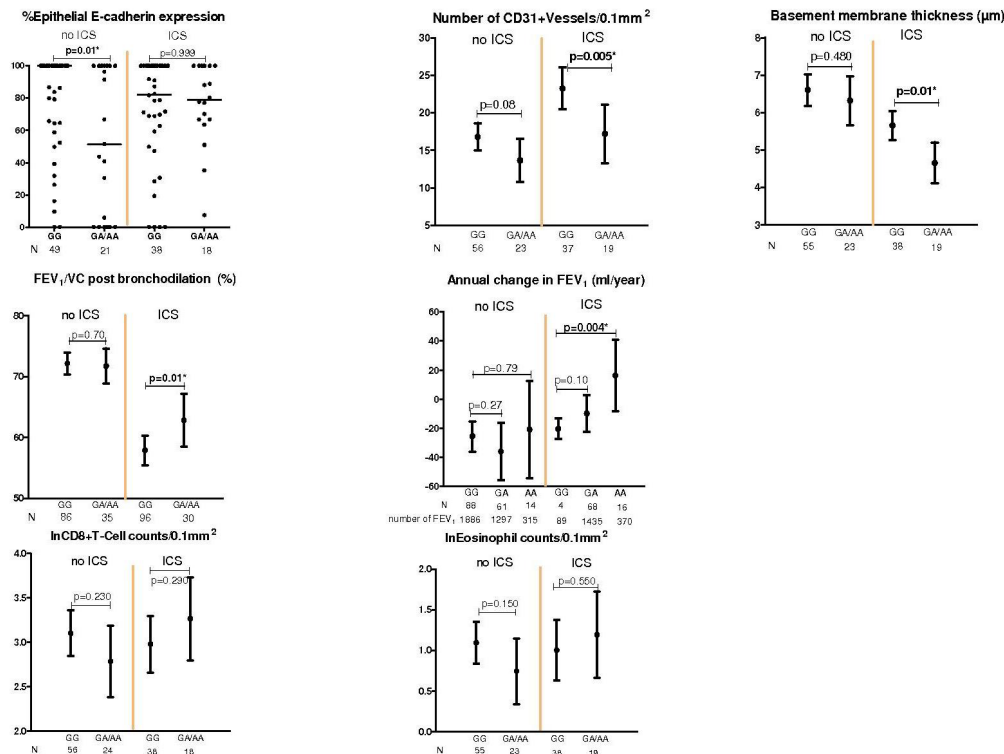 %Epithelial E-cadherin expression
no ICS
ICS
p=0.01*
p=0.999
100
80
60
40
20
0
GG GA/AA GG GA/AA
N 49 21 38 18
Number of CD31+Vessels/0.1mm2
no ICS
ICS
p=0.005*
p=0.08
30
25
20
15
10
5
GG GA/AA GG GA/AA
N 56 23 37 19
Basement membrane thickness (μm)
no ICS
ICS
p=0.480
p=0.01*
8
7
6
5
4
3
GG GA/AA GG GA/AA
N 55 23 38 19
FEV1/VC post bronchodilation (%)
no ICS
ICS
p=0.70
p=0.01*
80
70
60
50
GG GA/AA GG GA/AA
N 86 35 96 30
Annual change in FEV1 (ml/year)
no ICS
ICS
p=0.004*
p=0.79
p=0.10
p=0.27
60
40
20
0
-20
-40
-60
GG GA AA GG GA AA
N 88 61 14 4 68 16
number of FEV1 1886 1297 315 89 1435 370
lnCD8+T-Cell counts/0.1mm2
no ICS
ICS
p=0.230
p=0.290
4.0
3.5
3.0
2.5
2.0
GG GA/AA GG GA/AA
N 56 24 38 18
lnEosinophil counts/0.1mm2
no ICS
ICS
p=0.150
p=0.550
2.0
1.5
1.0
0.5
0.0
GG GA/AA GG GA/AA
N 55 23 38 19